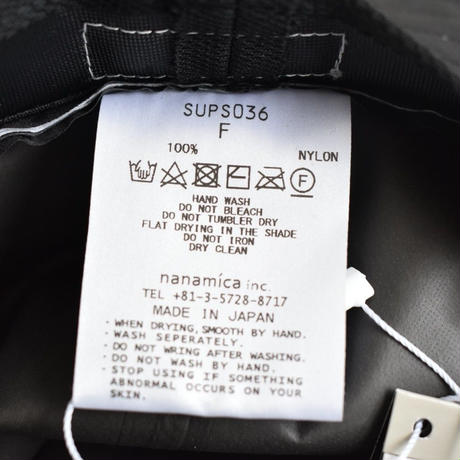 SUPS036
F
100% NYLON
F
HAND WASH
DO NOT BLEACH
DO NOT TUMBLER DRY
FLAT DRYING IN THE SHADE
DO NOT IRON
DRY CLEAN
nanamica inc.
TEL +81-3-5728-8717
MADE IN JAPAN
· WHEN DRYING, SMOOTH BY HAND.
· WASH SEPERATELY.
· DO NOT WRING AFTER WASHING.
· DO NOT WASH BY HAND.
· STOP USING IF SOMETHING
ABNORMAL OCCURS ON YOUR
SKIN.